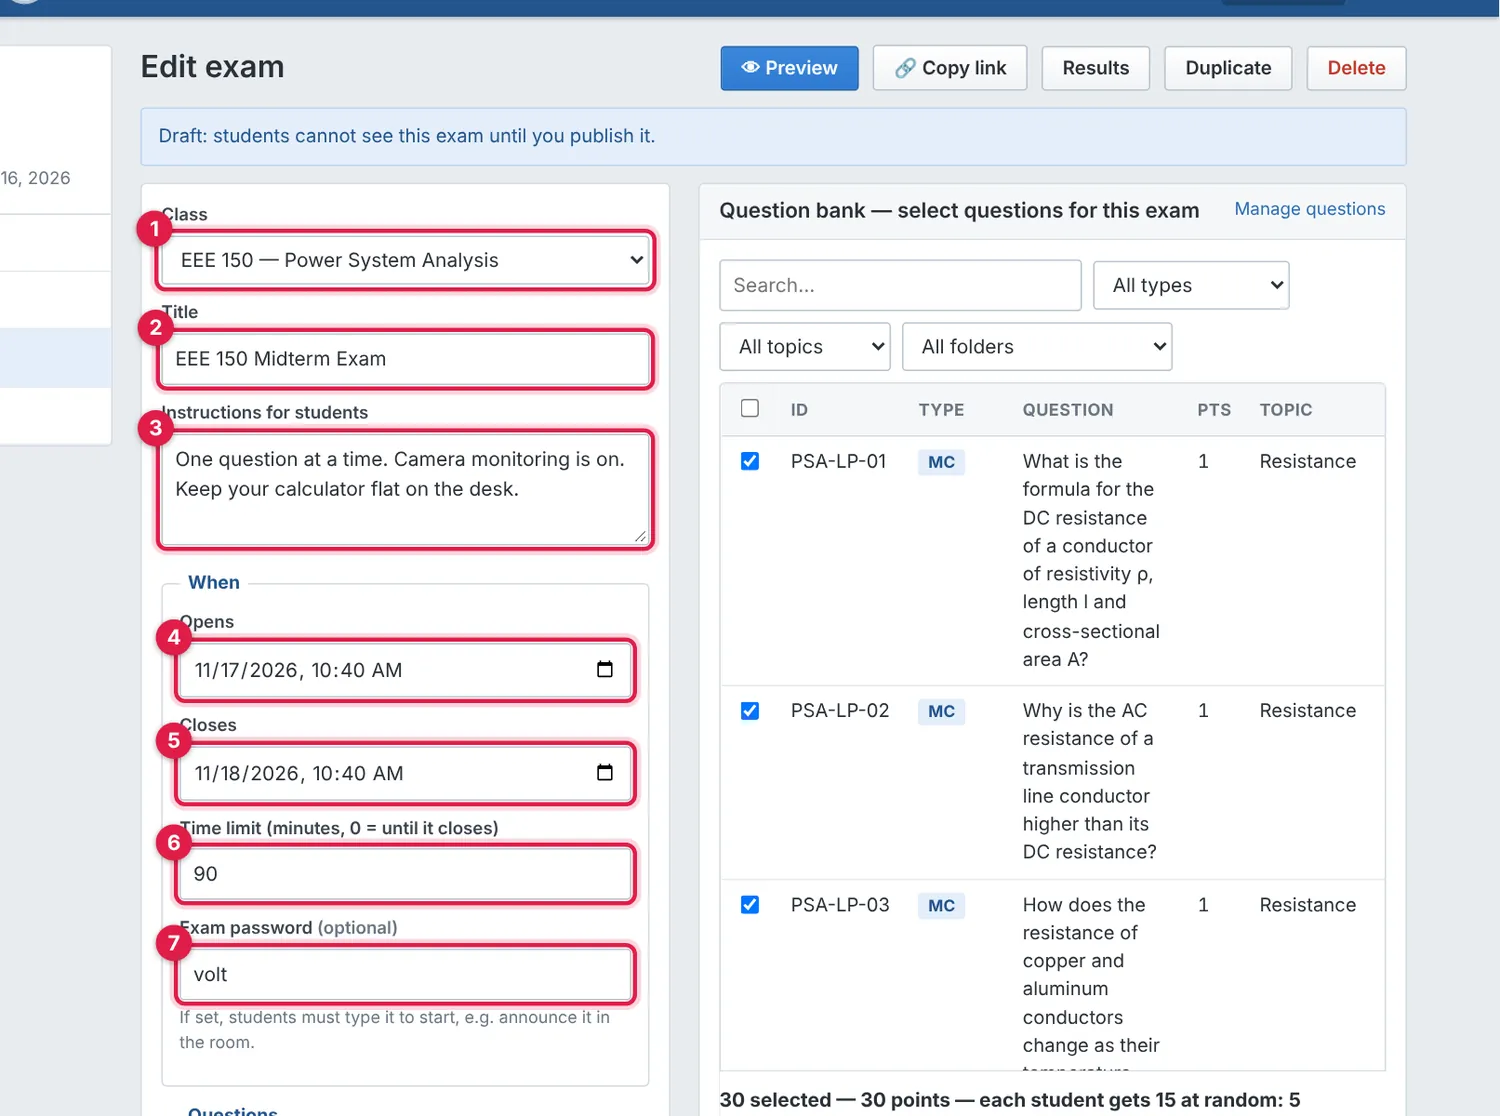 Edit exam
Preview
Copy link
Results
Duplicate
Delete
Draft: students cannot see this exam until you publish it.
16, 2026
Class
1
EEE 150 — Power System Analysis
Title
2
EEE 150 Midterm Exam
Instructions for students
3
One question at a time. Camera monitoring is on.
Keep your calculator flat on the desk.
When
Opens
4
11/17/2026, 10:40 AM
Closes
5
11/18/2026, 10:40 AM
Time limit (minutes, 0 = until it closes)
6
90
Exam password (optional)
7
volt
If set, students must type it to start, e.g. announce it in
the room.
Questions
Question bank — select questions for this exam
Manage questions
Search...
All types
All topics
All folders
ID TYPE QUESTION PTS TOPIC
PSA-LP-01 MC What is the 1 Resistance
formula for the
DC resistance
of a conductor
of resistivity ρ,
length l and
cross-sectional
area A?
PSA-LP-02 MC Why is the AC 1 Resistance
resistance of a
transmission
line conductor
higher than its
DC resistance?
PSA-LP-03 MC How does the 1 Resistance
resistance of
copper and
aluminum
conductors
change as their
30 selected — 30 points — each student gets 15 at random: 5